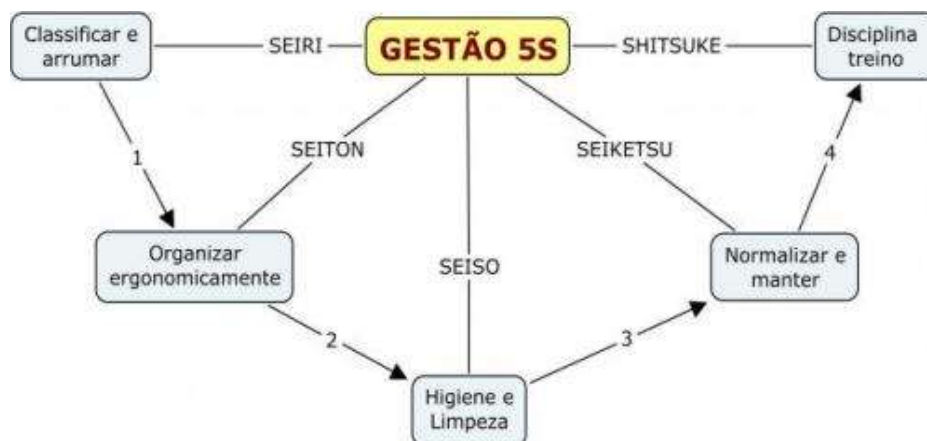 Classificar e
arrumar
SEIRI
GESTÃO 5S
SHITSUKE
Disciplina
treino
1
SEITON
SEIKETSU
4
Organizar
ergonomicamente
SEISO
Normalizar e
manter
2
3
Higiene e
Limpeza